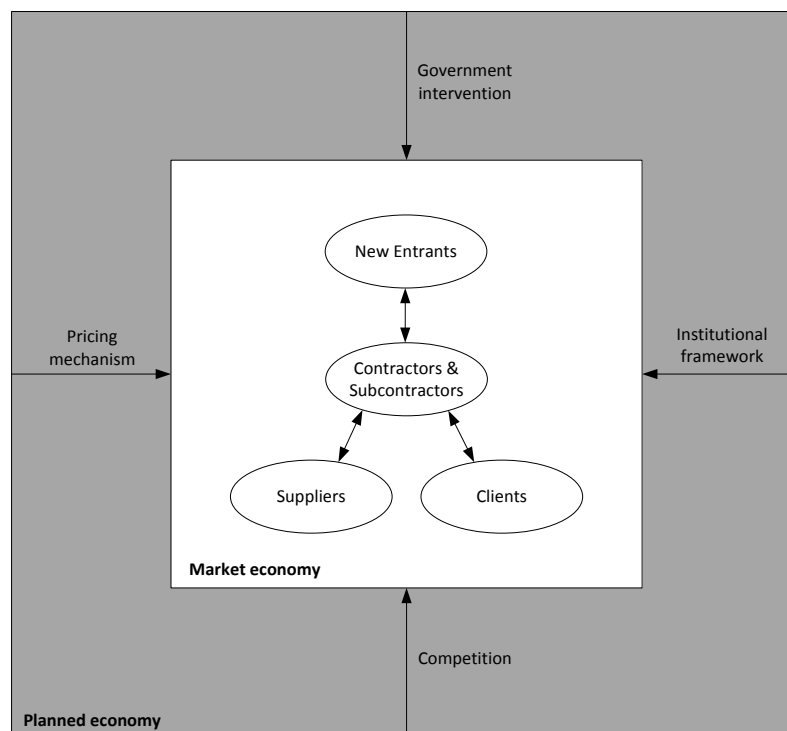 Government
intervention
New Entrants
Pricing
mechanism
Institutional
framework
Contractors &
Subcontractors
Suppliers
Clients
Market economy
Competition
Planned economy